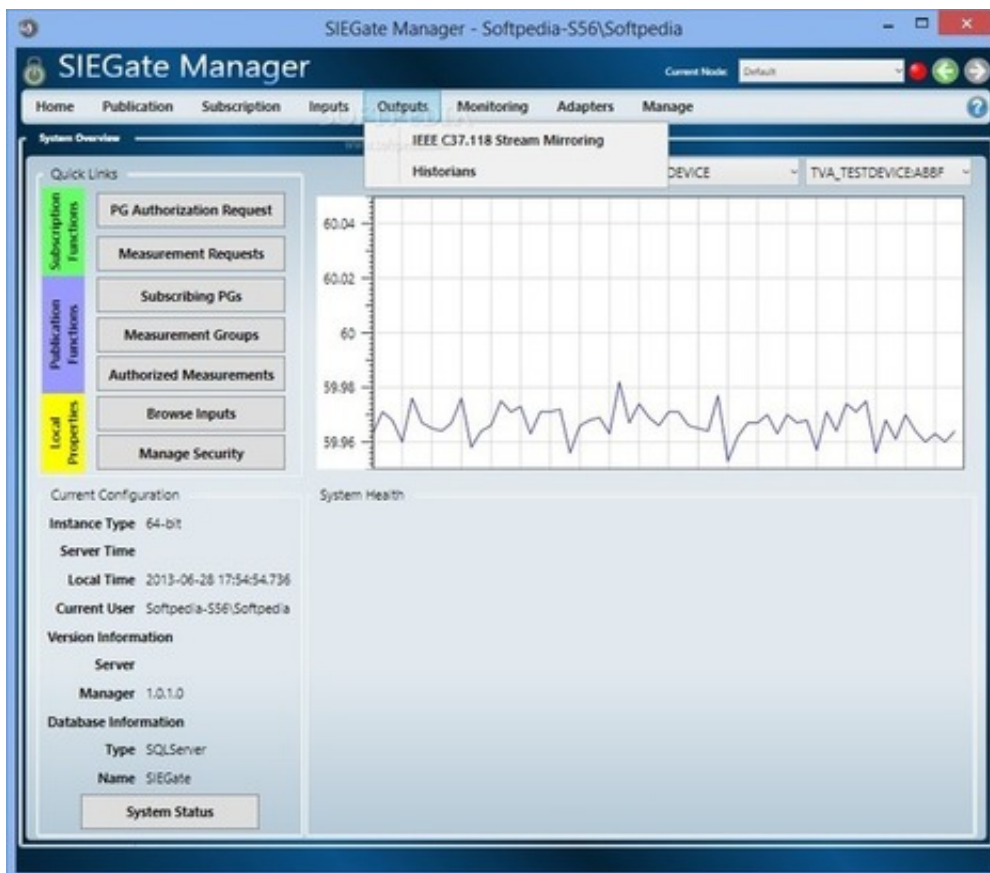 SIEGate Manager - Softpedia-S56\Softpedia
SIEGate Manager
Current Node: Default
Home Publication Subscription Inputs Outputs Monitoring Adapters Manage
System Overview
IEEE C37.118 Stream Mirroring
Historians
Quick Links
DEVICE
TVA_TESTDEVICE:ABBF
Subscription Functions
PG Authorization Request
Measurement Requests
Publication Functions
Subscribing PGs
Measurement Groups
Authorized Measurements
Local Properties
Browse Inputs
Manage Security
60.04
60.02
60
59.98
59.96
Current Configuration
Instance Type 64-bit
Server Time
Local Time 2013-06-28 17:54:54.736
Current User Softpedia-S56\Softpedia
Version Information
Server
Manager 1.0.1.0
Database Information
Type SQLServer
Name SIEGate
System Status
System Health